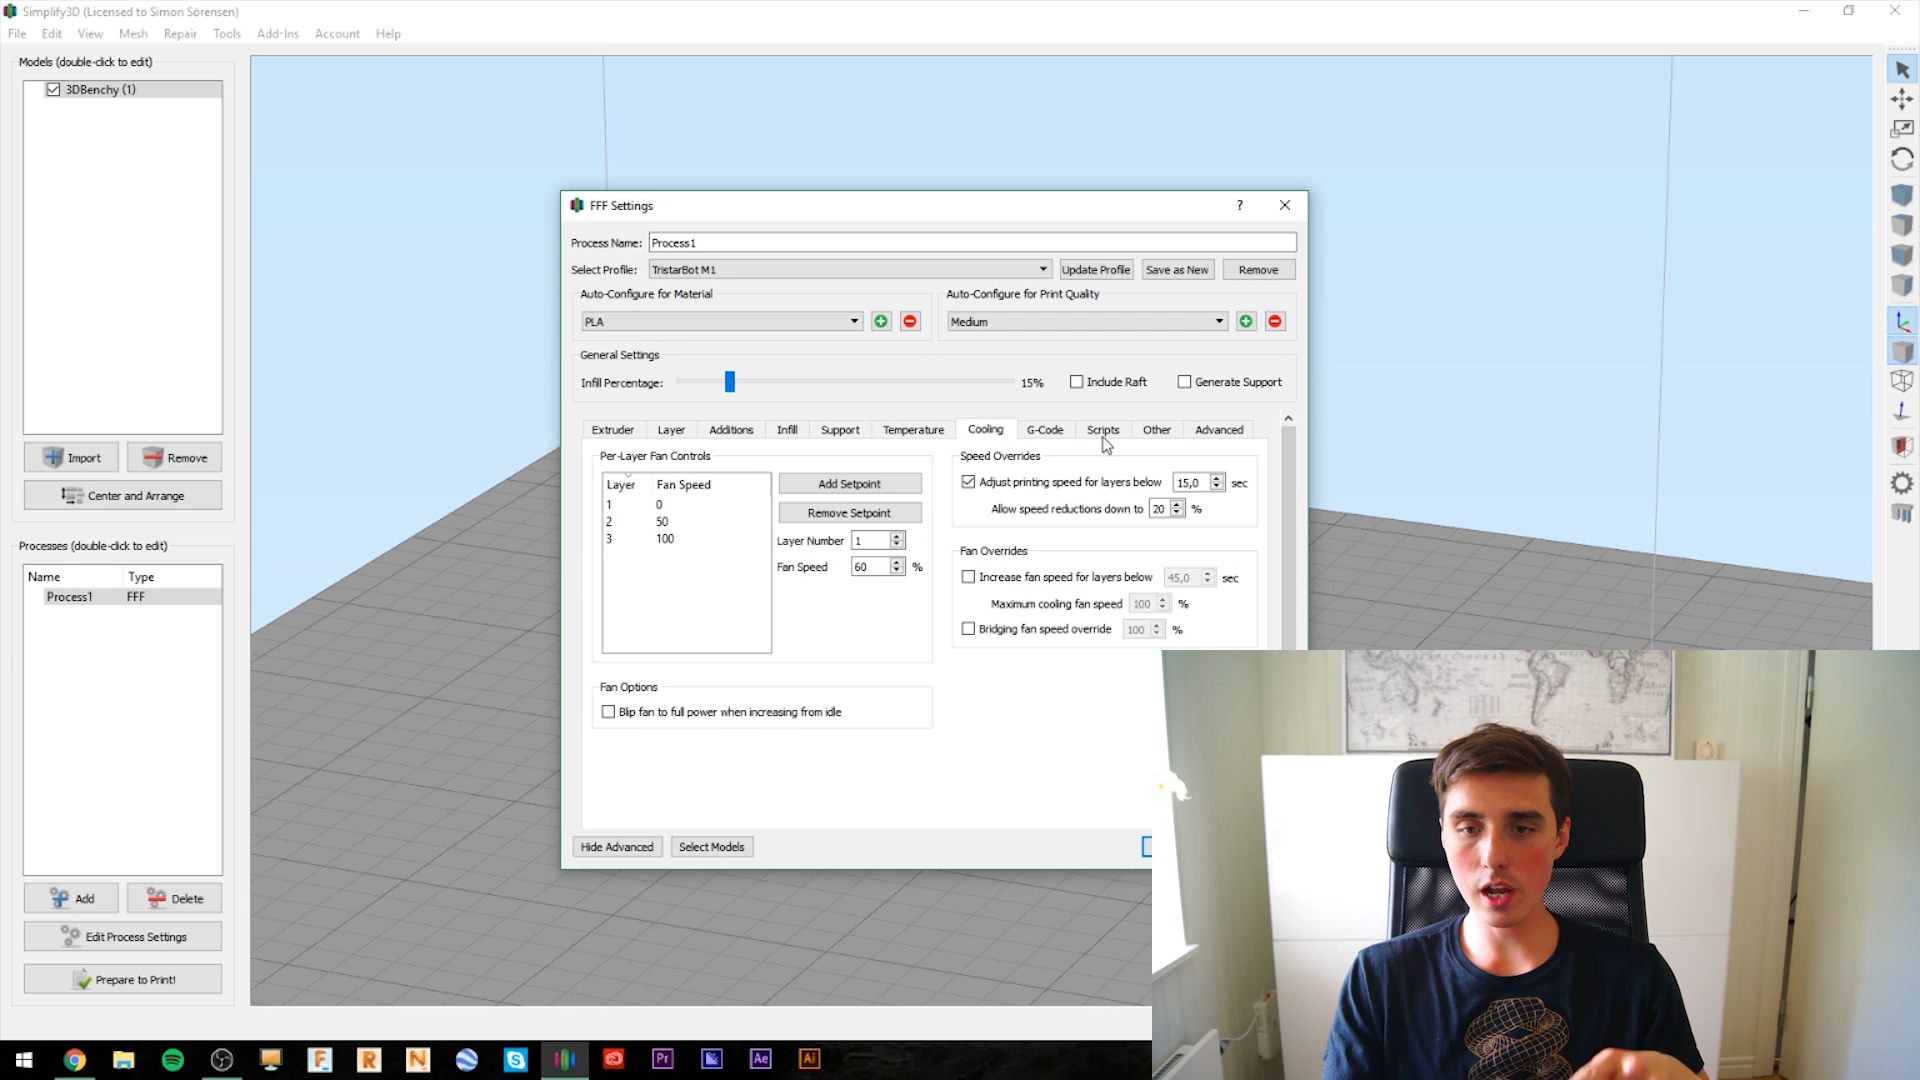 Simplify3D (Licensed to Simon Sörensen)
File Edit View Mesh Repair Tools Add-Ins Account Help
Models (double-click to edit)
3DBenchy (1)
Import Remove
Center and Arrange
Processes (double-click to edit)
Name Type
Process1 FFF
Add Delete
Edit Process Settings
Prepare to Print!
FFF Settings ?
Process Name: Process1
Select Profile: TristarBot M1 Update Profile Save as New Remove
Auto-Configure for Material
PLA
Auto-Configure for Print Quality
Medium
General Settings
Infill Percentage: 15% Include Raft Generate Support
Extruder Layer Additions Infill Support Temperature Cooling G-Code Scripts Other Advanced
Per-Layer Fan Controls
Layer Fan Speed
1 0
2 50
3 100
Add Setpoint
Remove Setpoint
Layer Number 1
Fan Speed 60 %
Speed Overrides
Adjust printing speed for layers below 15,0 sec
Allow speed reductions down to 20 %
Fan Overrides
Increase fan speed for layers below 45,0 sec
Maximum cooling fan speed 100 %
Bridging fan speed override 100 %
Fan Options
Blip fan to full power when increasing from idle
Hide Advanced Select Models
F R N S Pr Ae Ai